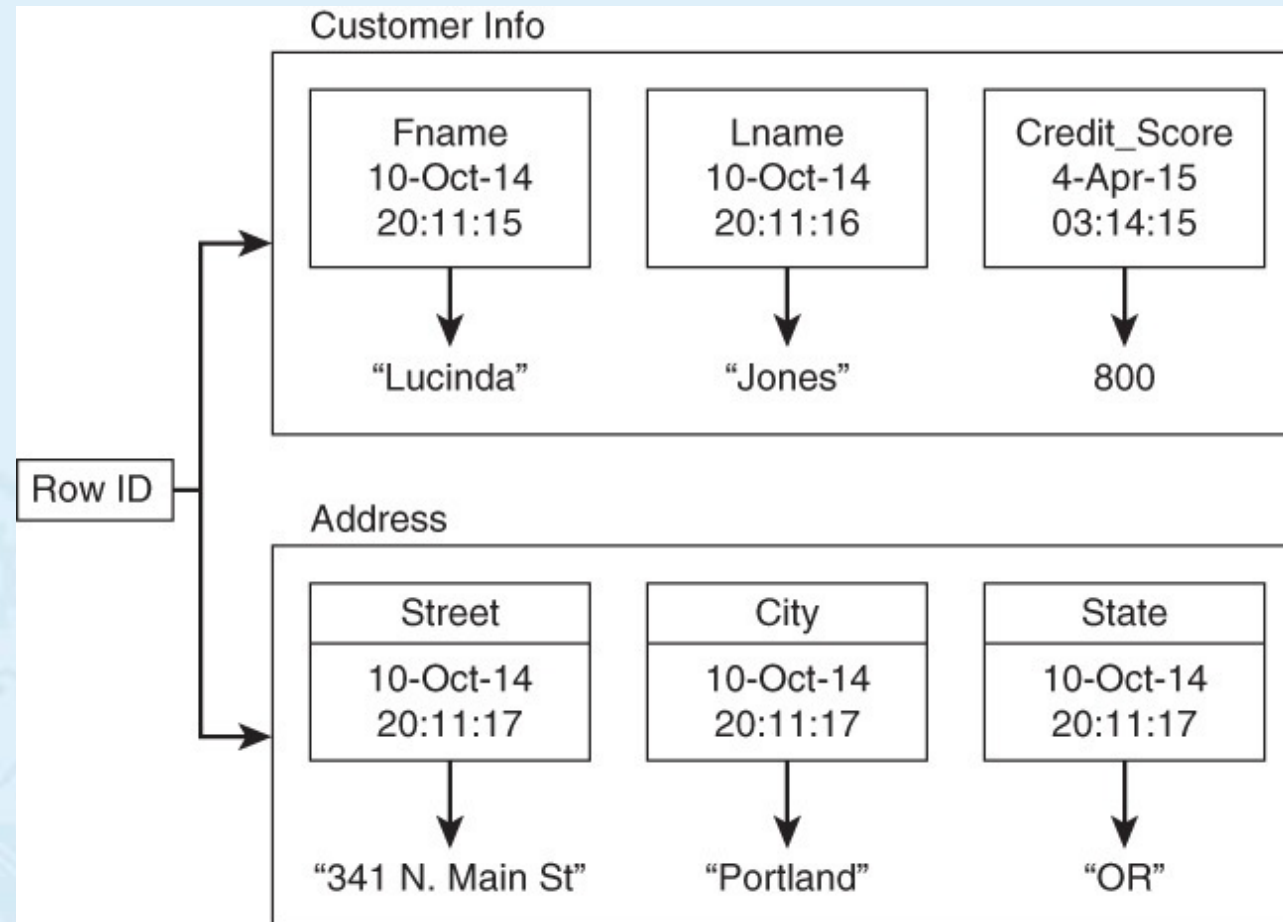 Customer Info
Fname
10-Oct-14
20:11:15
Lname
10-Oct-14
20:11:16
Credit_Score
4-Apr-15
03:14:15
“Lucinda”
“Jones”
800
Row ID
Address
Street
10-Oct-14
20:11:17
City
10-Oct-14
20:11:17
State
10-Oct-14
20:11:17
“341 N. Main St”
“Portland”
“OR”